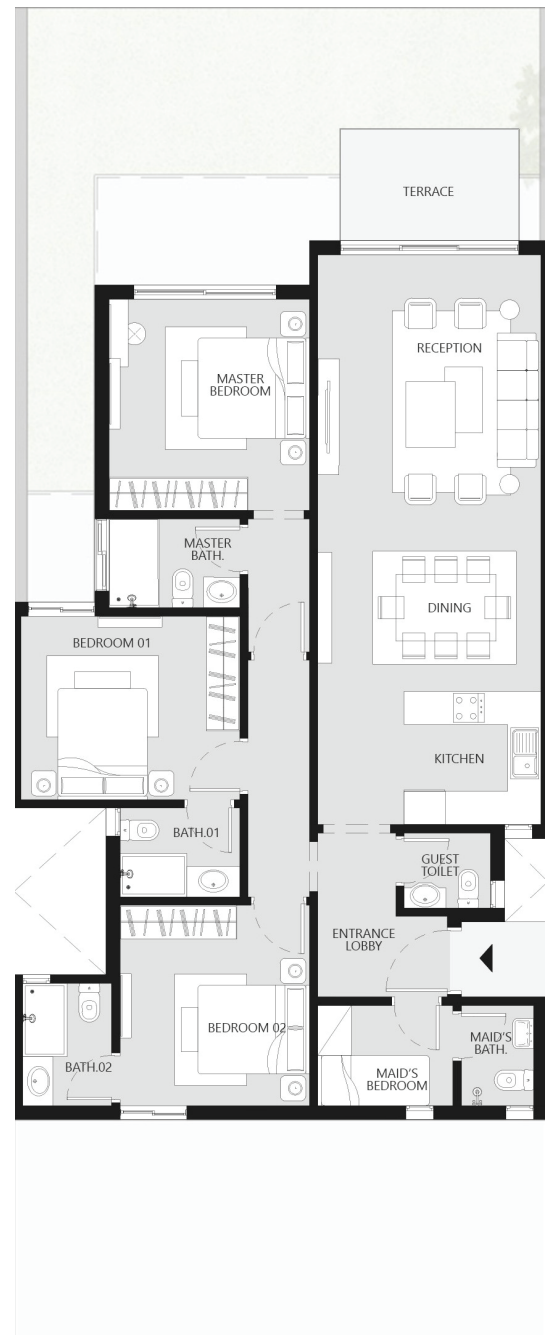 TERRACE
RECEPTION
MASTER
BEDROOM
MASTER
BATH.
DINING
BEDROOM 01
KITCHEN
BATH.01
GUEST
TOILET
ENTRANCE
LOBBY
BEDROOM 02
MAID'S
BATH.
BATH.02
MAID'S
BEDROOM